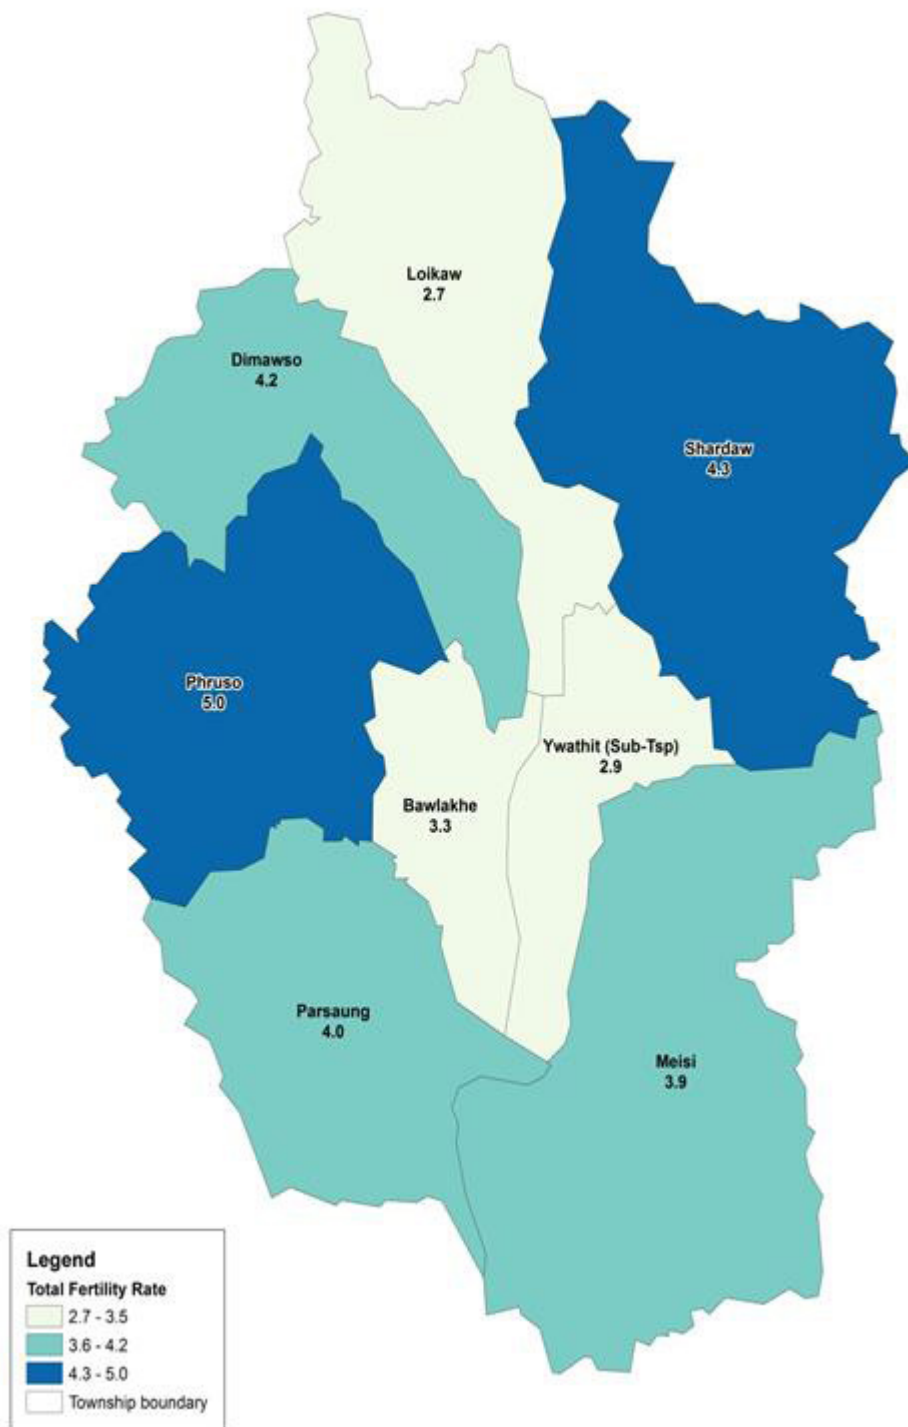 Loikaw
2.7
Dimawso
4.2
Shardaw
4.3
Phruso
5.0
Ywathit (Sub-Tsp)
2.9
Bawlakhe
3.3
Parsaung
4.0
Meisi
3.9
Legend
Total Fertility Rate
2.7 - 3.5
3.6 - 4.2
4.3 - 5.0
Township boundary